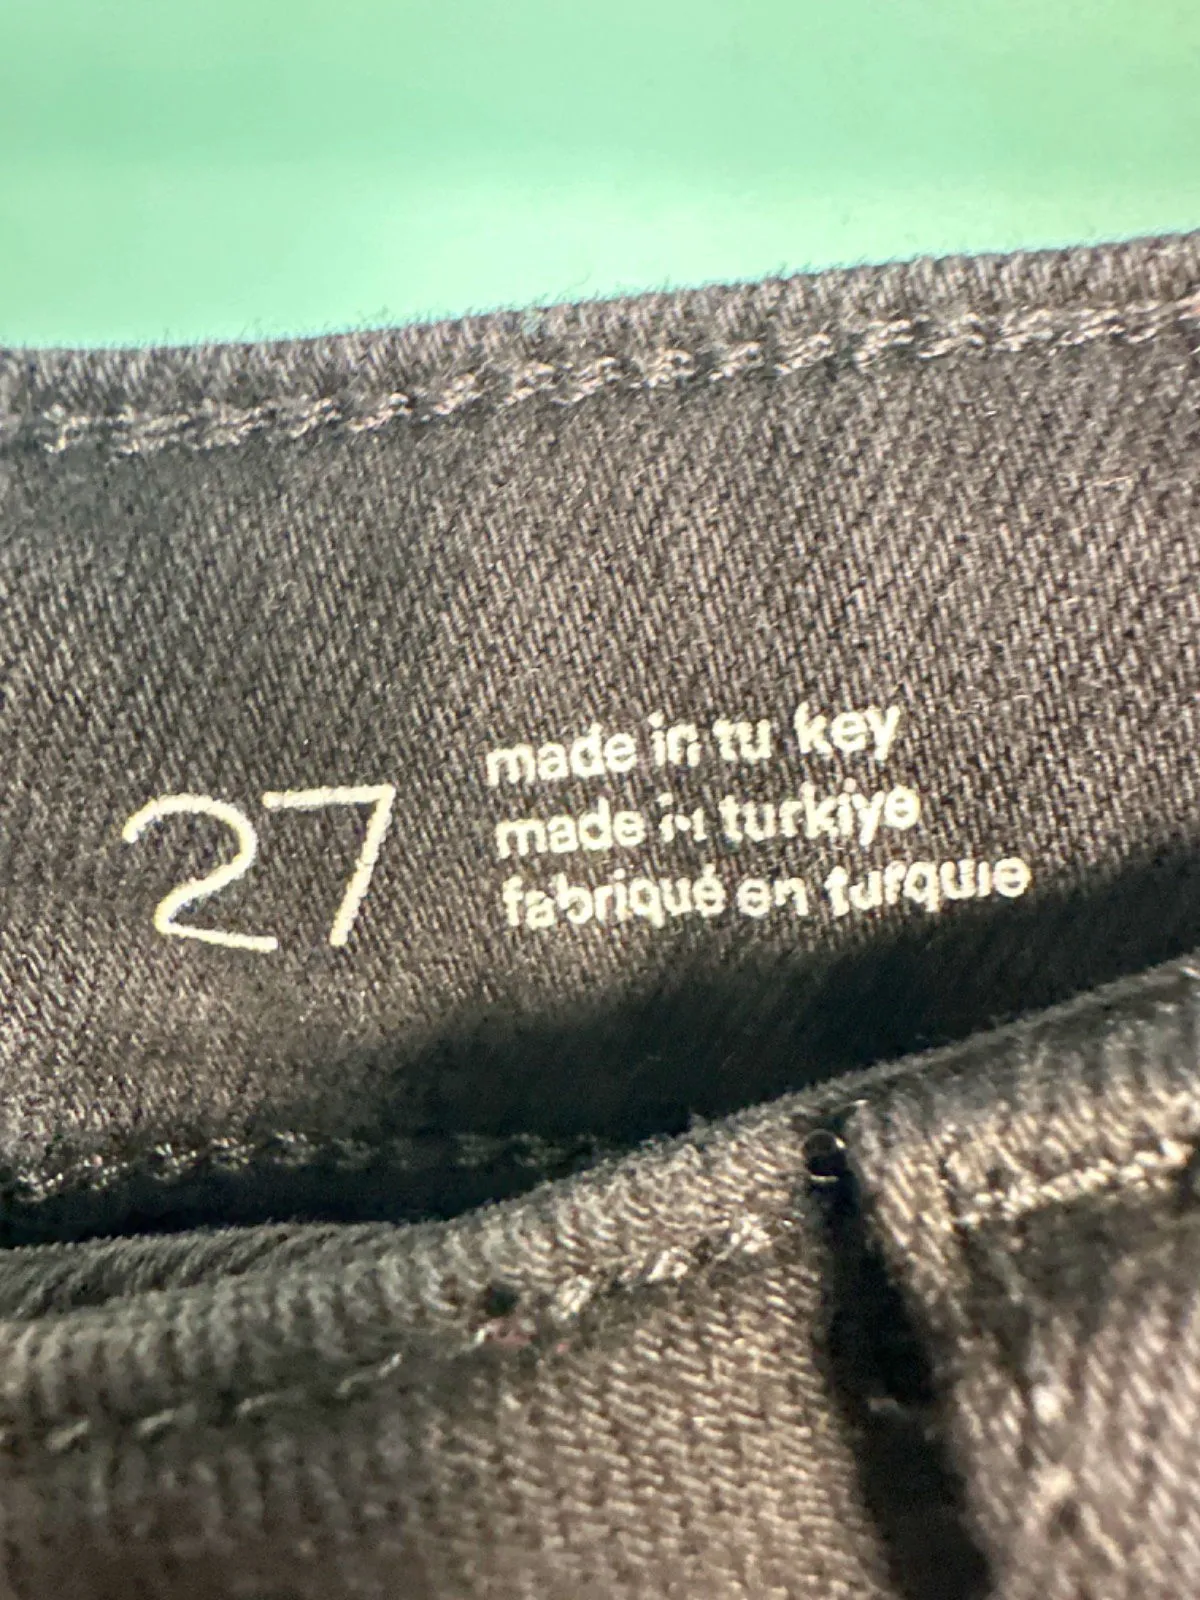 27
made in tu key
made in turkiye
fabriqué en turquie